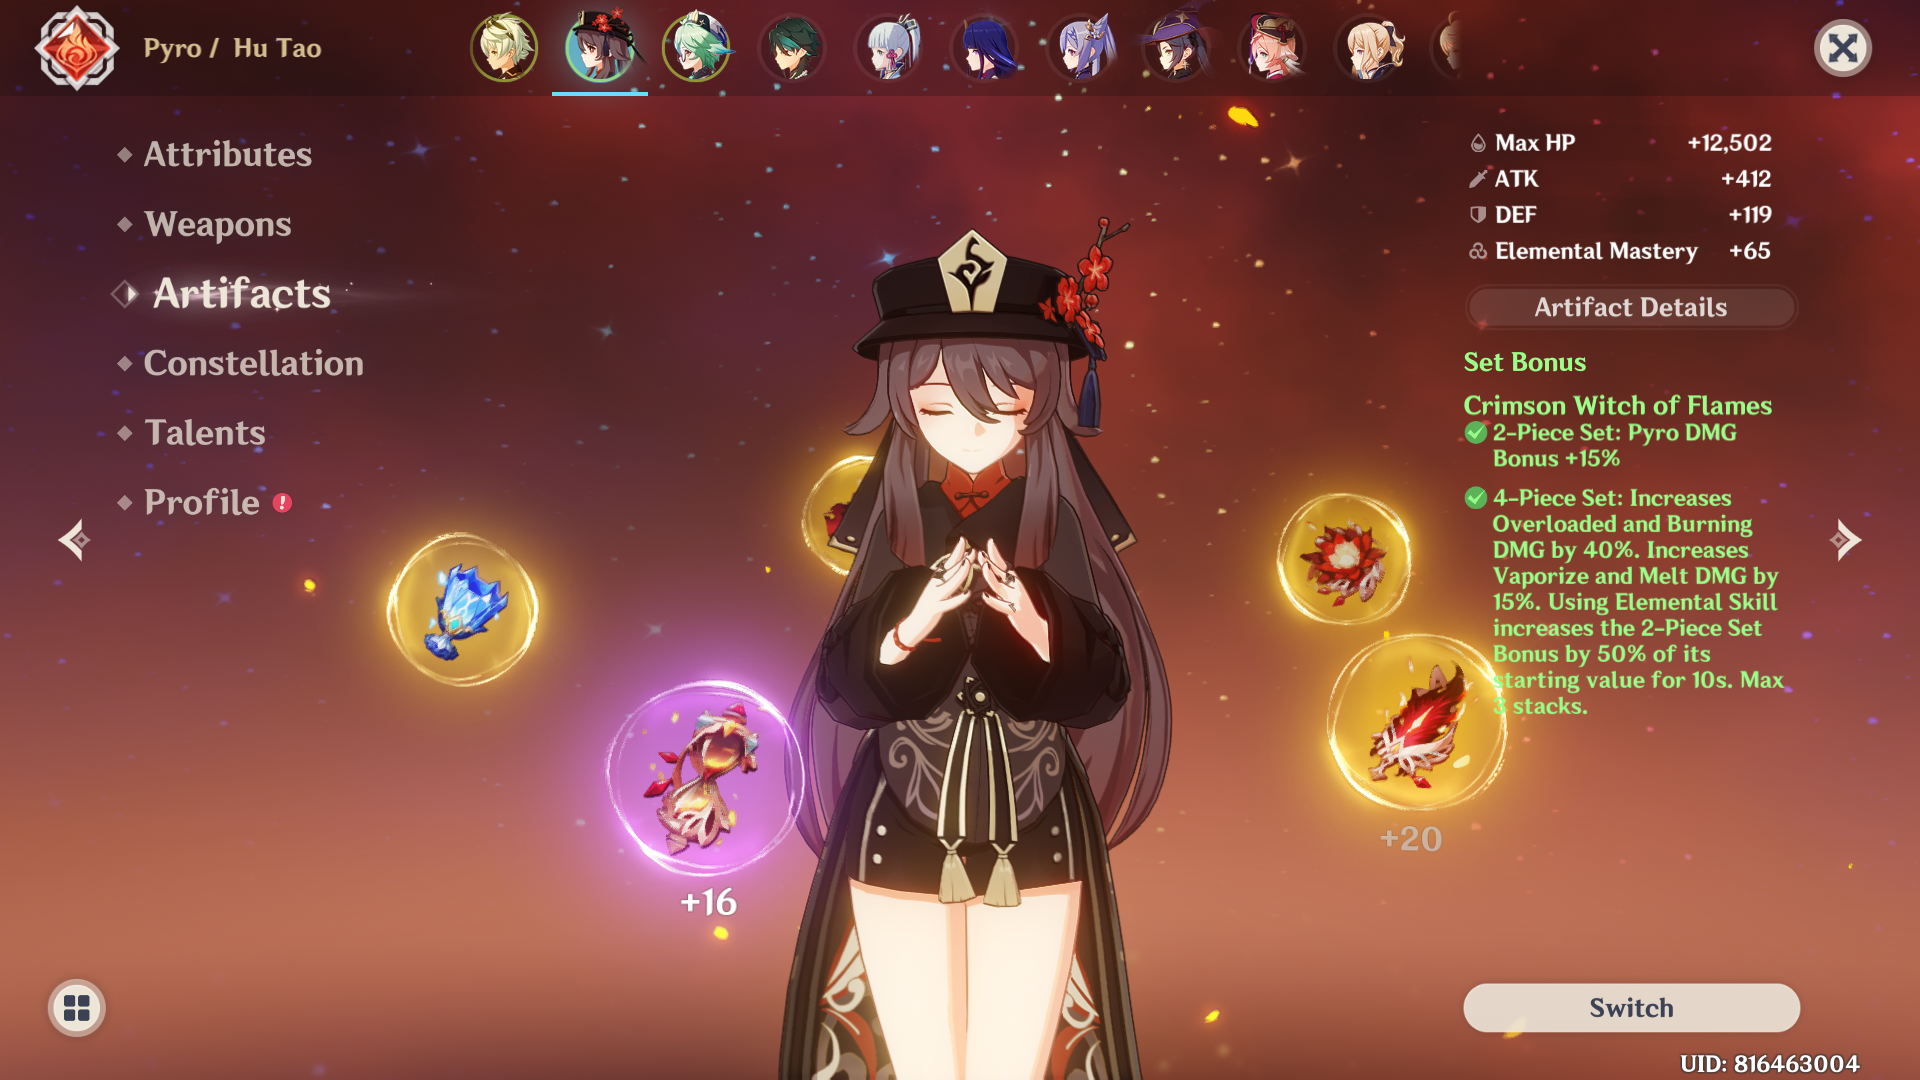 Pyro / Hu Tao
Attributes
Weapons
Artifacts
Constellation
Talents
Profile
!
+16
+20
Max HP +12,502
ATK +412
DEF +119
Elemental Mastery +65
Artifact Details
Set Bonus
Crimson Witch of Flames
2-Piece Set: Pyro DMG
Bonus +15%
4-Piece Set: Increases
Overloaded and Burning
DMG by 40%. Increases
Vaporize and Melt DMG by
15%. Using Elemental Skill
increases the 2-Piece Set
Bonus by 50% of its
starting value for 10s. Max
3 stacks.
Switch
UID: 816463004